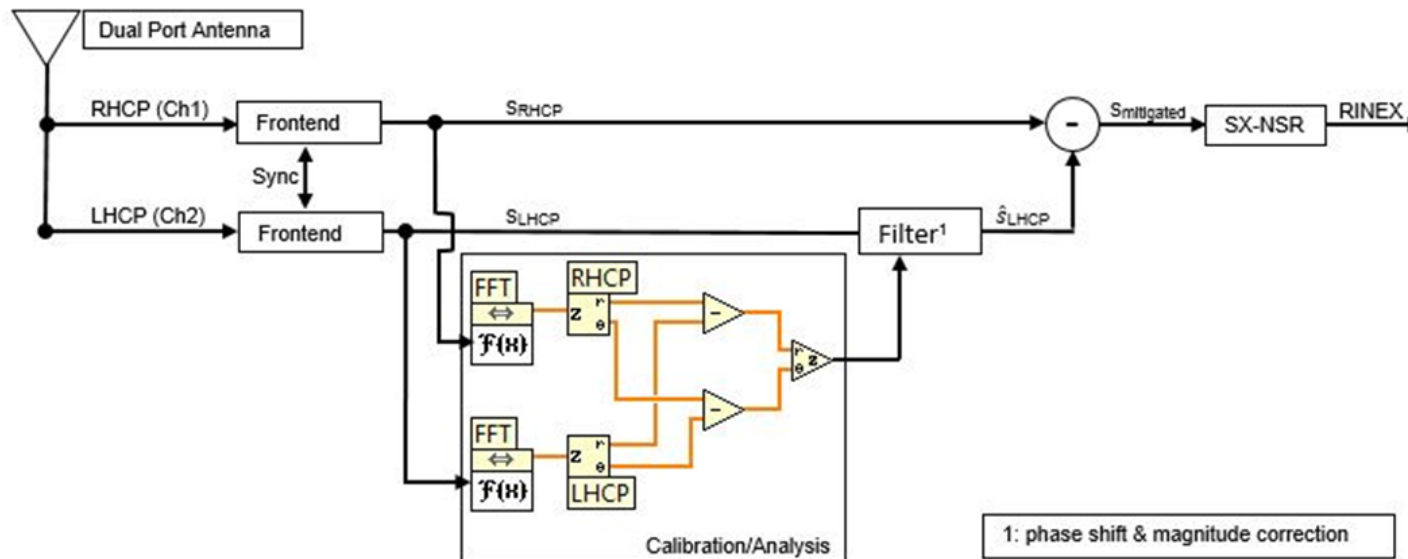 Dual Port Antenna
RHCP (Ch1)
Frontend
SRHCP
-
Smitigated
SX-NSR
RINEX
Sync
LHCP (Ch2)
Frontend
SLHCP
Filter¹
ŝLHCP
FFT
⇔
ℱ{x}
RHCP
z r θ
-
r θ z
-
FFT
⇔
ℱ{x}
z r θ
LHCP
Calibration/Analysis
1: phase shift & magnitude correction